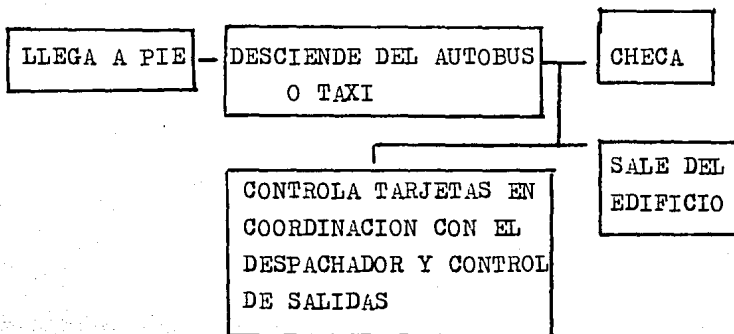 LLEGA A PIE
DESCIENDE DEL AUTOBUS
O TAXI
CHECA
SALE DEL
EDIFICIO
CONTROLA TARJETAS EN
COORDINACION CON EL
DESPACHADOR Y CONTROL
DE SALIDAS